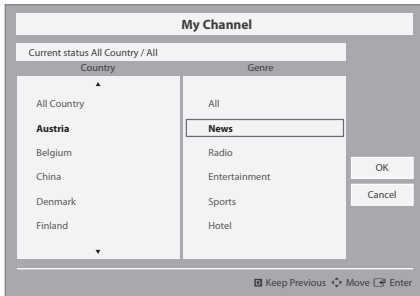 My Channel
Current status All Country / All
Country Genre
All Country All
Austria News
Belgium Radio
China Entertainment
Denmark Sports
Finland Hotel
OK
Cancel
D Keep Previous Move Enter